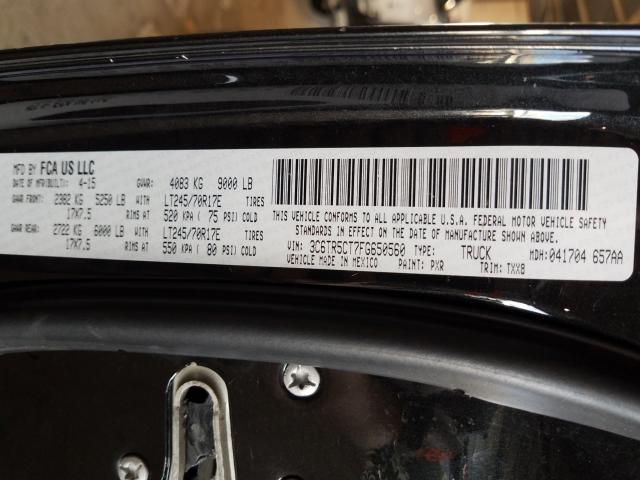 MFD BY FCA US LLC
DATE OF MFR(BUILT): 4-15 GVWR: 4083 KG 9000 LB
GAWR FRONT: 2382 KG 5250 LB LT245/70R17E TIRES
17X7.5 RIMS AT 520 KPA ( 75 PSI) COLD
GAWR REAR: 2722 KG 6000 LB LT245/70R17E TIRES
17X7.5 RIMS AT 550 KPA ( 80 PSI) COLD
THIS VEHICLE CONFORMS TO ALL APPLICABLE U.S.A. FEDERAL MOTOR VEHICLE SAFETY
STANDARDS IN EFFECT ON THE DATE OF MANUFACTURE SHOWN ABOVE.
VIN: 3C6TR5CT7FG650560 TYPE: TRUCK MDH:041704 657AA
VEHICLE MADE IN MEXICO PAINT: PXR TRIM: TXX8